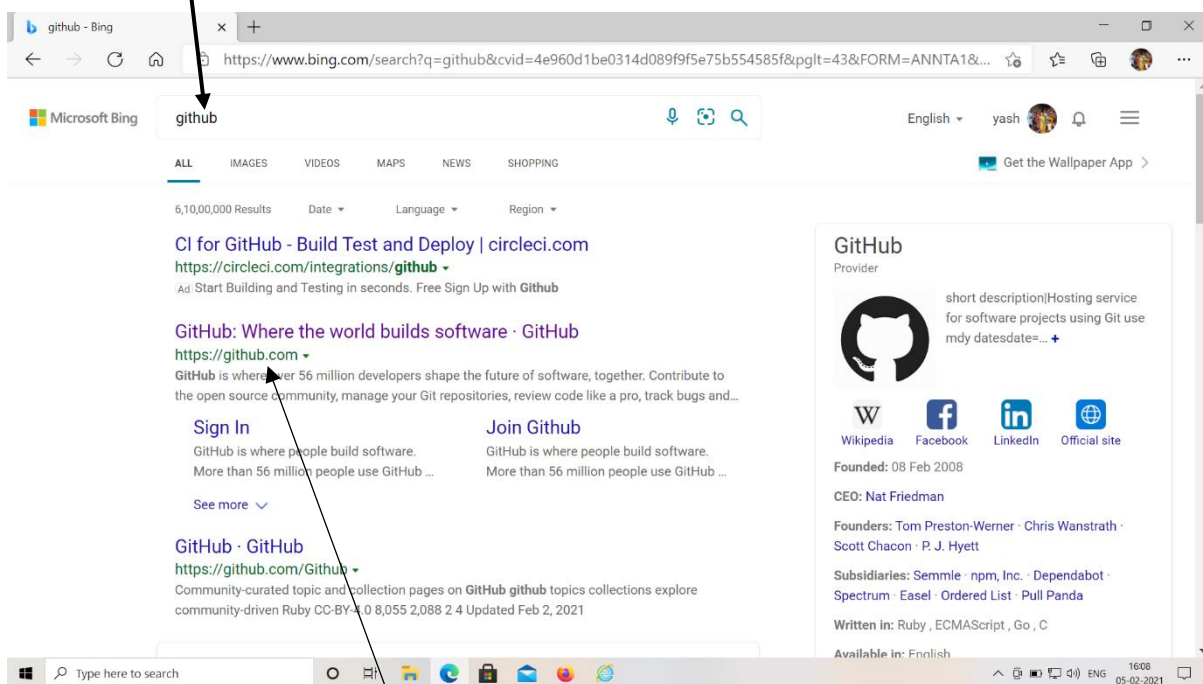 github - Bing
https://www.bing.com/search?q=github&cvid=4e960d1be0314d089f9f5e75b554585f&pglt=43&FORM=ANNTA1&...
Microsoft Bing
github
English
yash
ALL IMAGES VIDEOS MAPS NEWS SHOPPING
Get the Wallpaper App
6,10,00,000 Results Date Language Region
CI for GitHub - Build Test and Deploy | circleci.com
https://circleci.com/integrations/github
Ad Start Building and Testing in seconds. Free Sign Up with Github
GitHub: Where the world builds software · GitHub
https://github.com
GitHub is where over 56 million developers shape the future of software, together. Contribute to
the open source community, manage your Git repositories, review code like a pro, track bugs and...
Sign In
GitHub is where people build software.
More than 56 million people use GitHub ...
Join Github
GitHub is where people build software.
More than 56 million people use GitHub ...
See more
GitHub · GitHub
https://github.com/Github
Community-curated topic and collection pages on GitHub github topics collections explore
community-driven Ruby CC-BY-4.0 8,055 2,088 2 4 Updated Feb 2, 2021
GitHub
Provider
short description|Hosting service
for software projects using Git use
mdy datesdate=... +
W
Wikipedia Facebook LinkedIn Official site
Founded: 08 Feb 2008
CEO: Nat Friedman
Founders: Tom Preston-Werner · Chris Wanstrath ·
Scott Chacon · P. J. Hyett
Subsidiaries: Semmle · npm, Inc. · Dependabot ·
Spectrum · Easel · Ordered List · Pull Panda
Written in: Ruby , ECMAScript , Go , C
Available in: English
Type here to search
ENG
16:08
05-02-2021